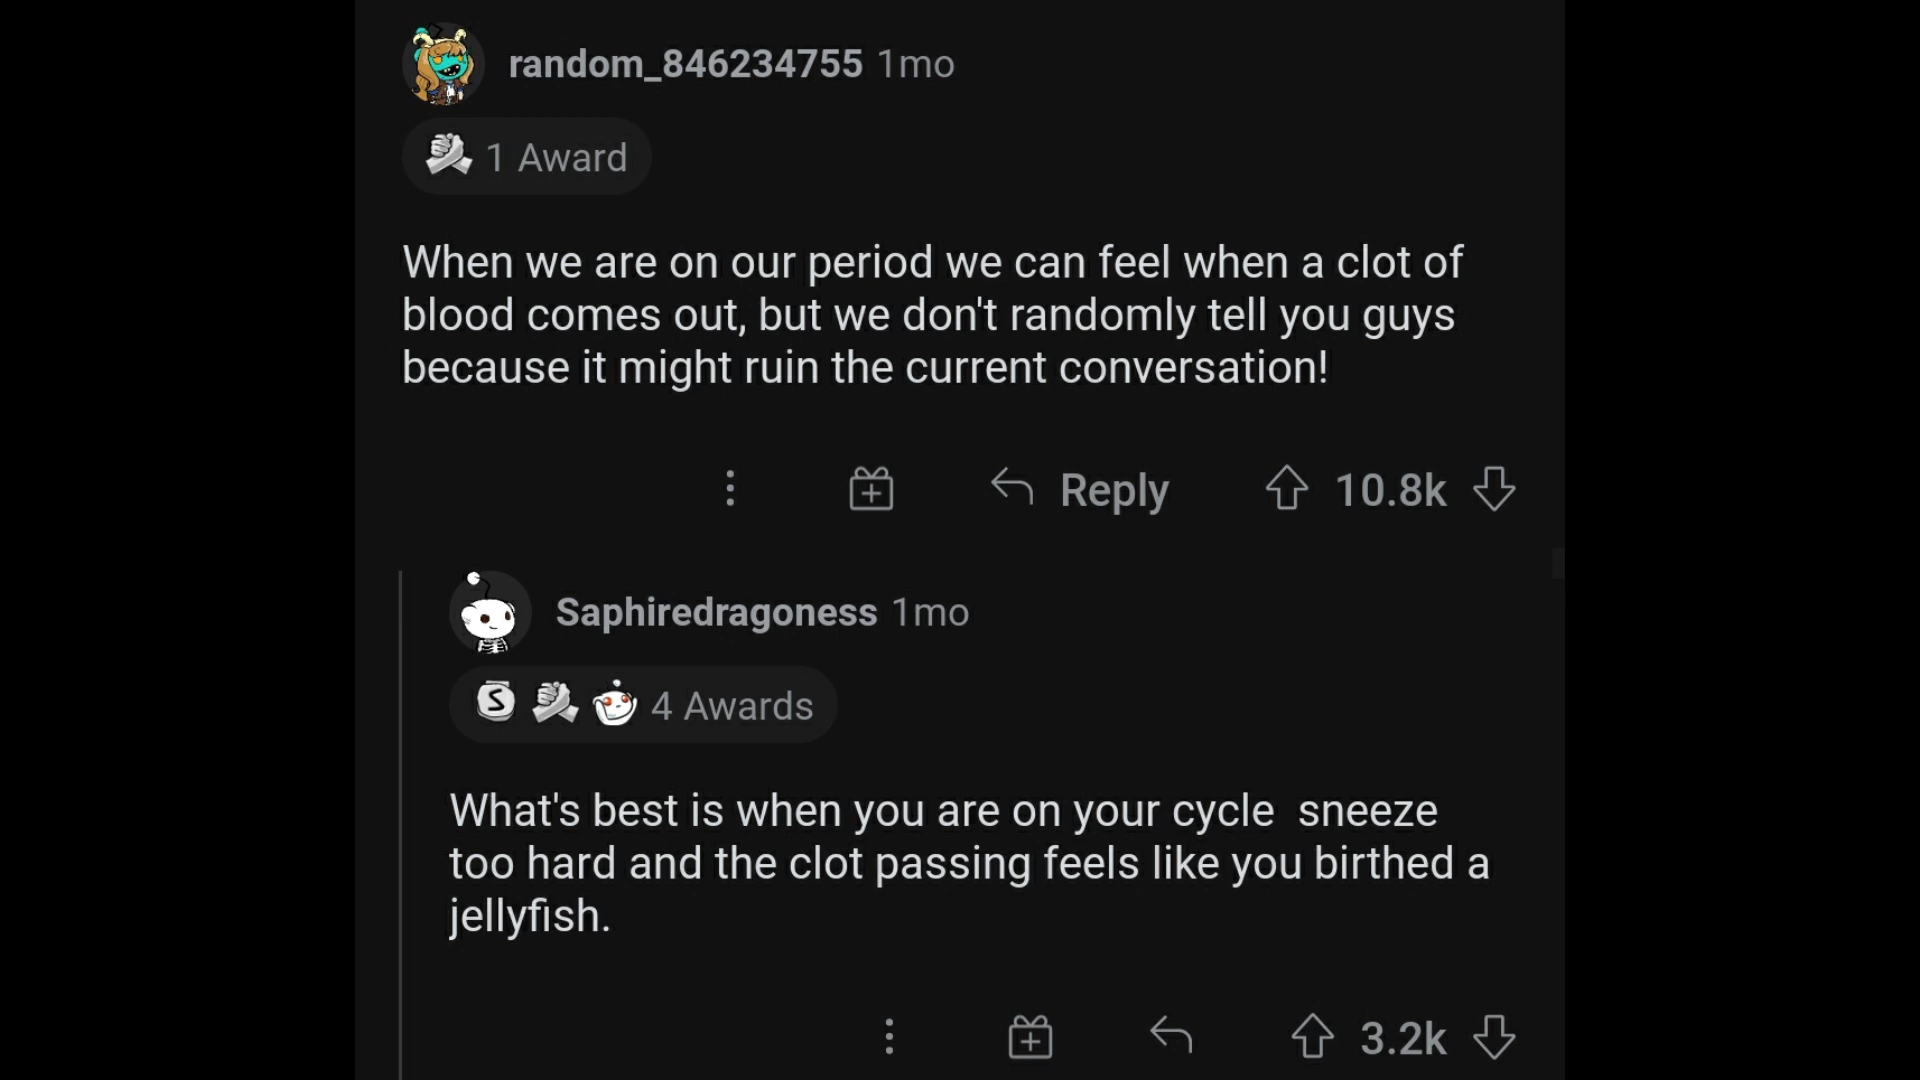 random_846234755 1mo
1 Award
When we are on our period we can feel when a clot of
blood comes out, but we don't randomly tell you guys
because it might ruin the current conversation!
Reply 10.8k
Saphiredragoness 1mo
S 4 Awards
What's best is when you are on your cycle  sneeze
too hard and the clot passing feels like you birthed a
jellyfish.
3.2k